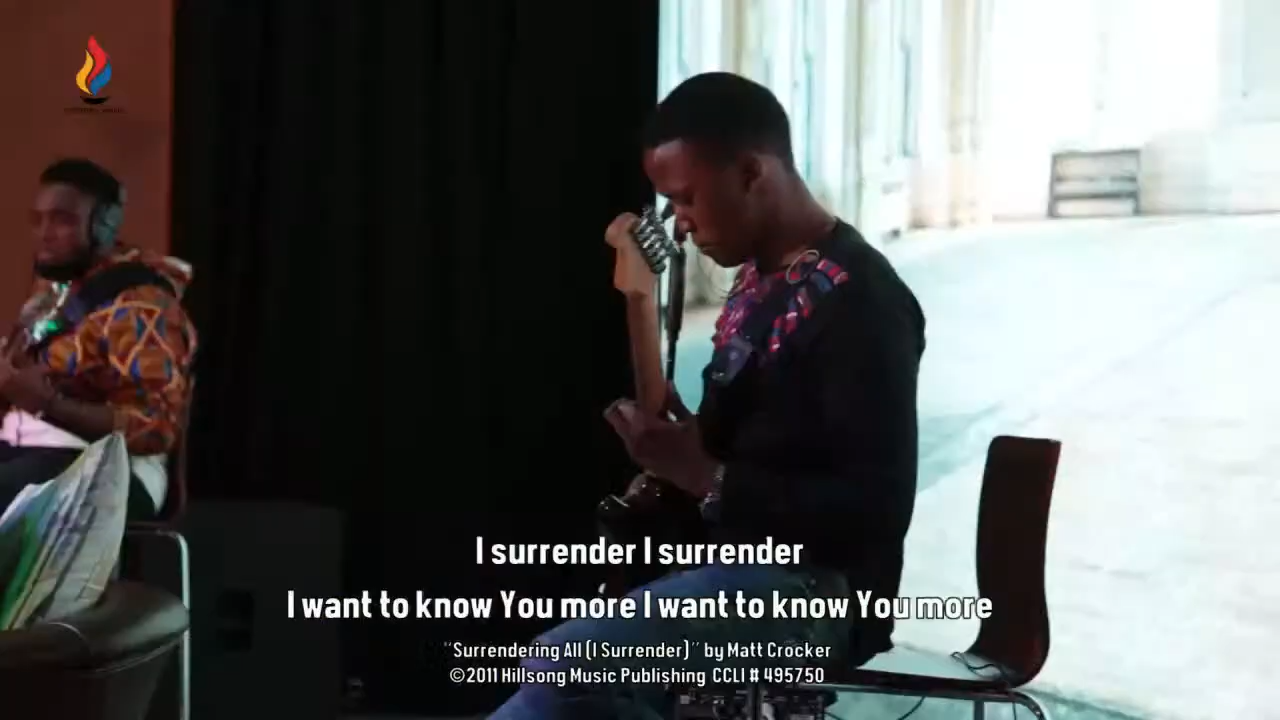 I surrender I surrender
I want to know You more I want to know You more
"Surrendering All (I Surrender)" by Matt Crocker
©2011 Hillsong Music Publishing CCLI # 495750